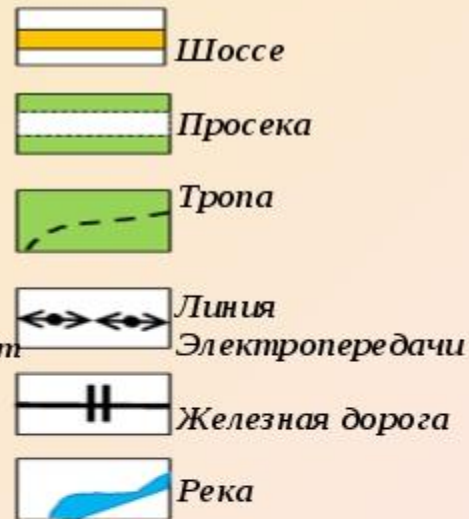 Шоссе
Просека
Тропа
Линия
Электропередачи
Железная дорога
Река